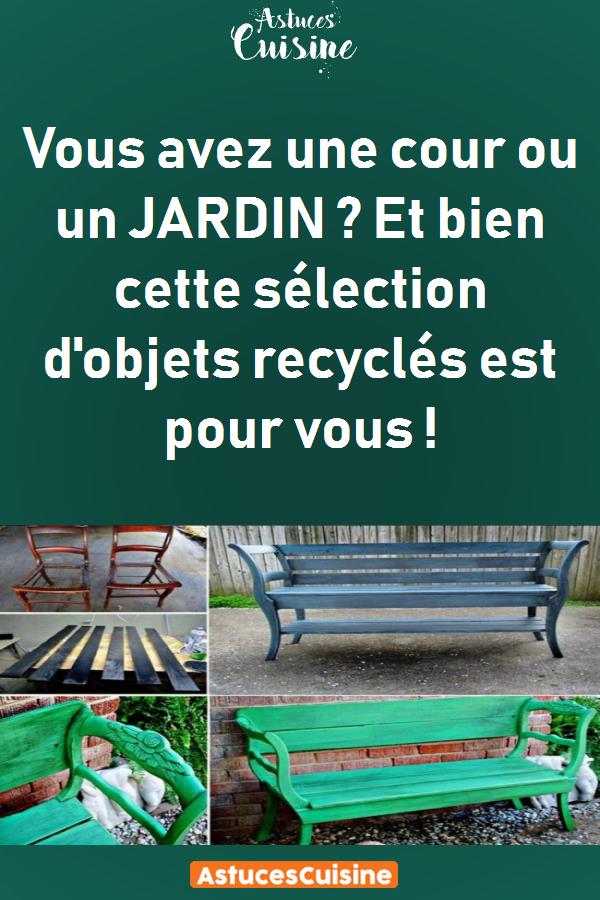 Astuces
Cuisine
Vous avez une cour ou
un JARDIN ? Et bien
cette sélection
d'objets recyclés est
pour vous !
AstucesCuisine